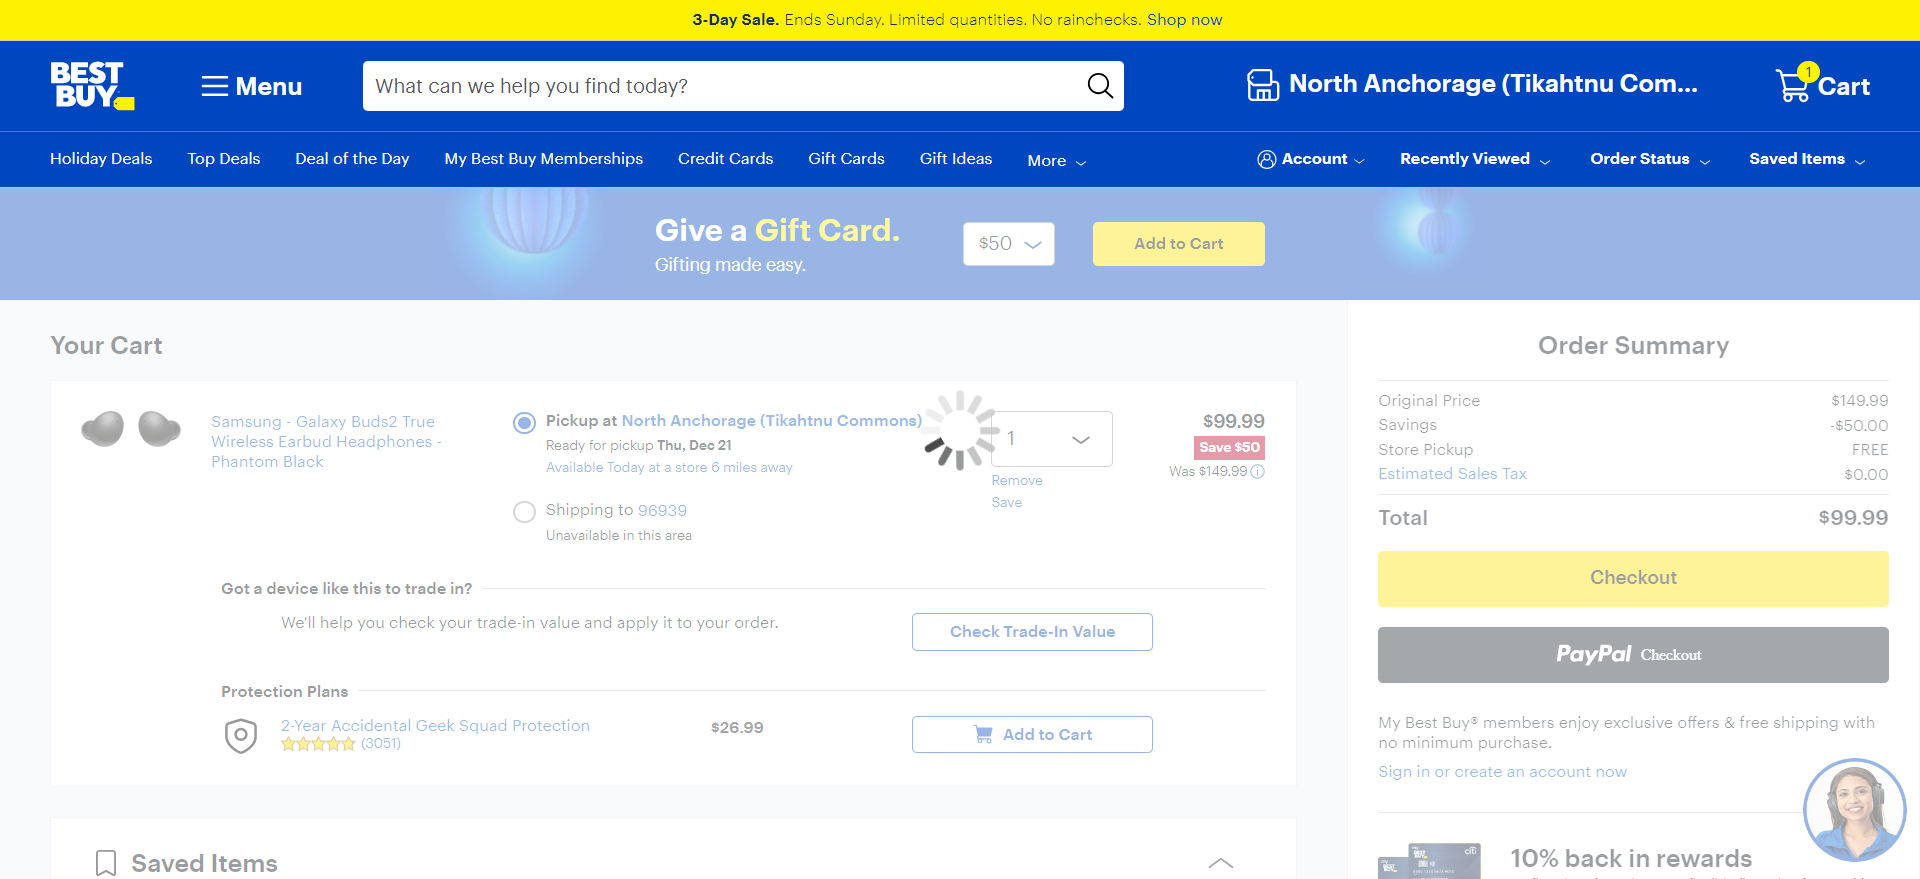 3-Day Sale. Ends Sunday. Limited quantities. No rainchecks. Shop now
BEST BUY
Menu
What can we help you find today?
North Anchorage (Tikahtnu Com...
1
Cart
Holiday Deals
Top Deals
Deal of the Day
My Best Buy Memberships
Credit Cards
Gift Cards
Gift Ideas
More
Account
Recently Viewed
Order Status
Saved Items
Give a Gift Card.
Gifting made easy.
$50
Add to Cart
Your Cart
Samsung - Galaxy Buds2 True
Wireless Earbud Headphones -
Phantom Black
Pickup at North Anchorage (Tikahtnu Commons)
Ready for pickup Thu, Dec 21
Available Today at a store 6 miles away
Shipping to 96939
Unavailable in this area
1
Remove
Save
$99.99
Save $50
Was $149.99
Got a device like this to trade in?
We'll help you check your trade-in value and apply it to your order.
Check Trade-In Value
Protection Plans
2-Year Accidental Geek Squad Protection
(3051)
$26.99
Add to Cart
Saved Items
Order Summary
Original Price $149.99
Savings -$50.00
Store Pickup FREE
Estimated Sales Tax $0.00
Total $99.99
Checkout
PayPal Checkout
My Best Buy® members enjoy exclusive offers & free shipping with
no minimum purchase.
Sign in or create an account now
BEST BUY
BEST BUY
citi
10% back in rewards